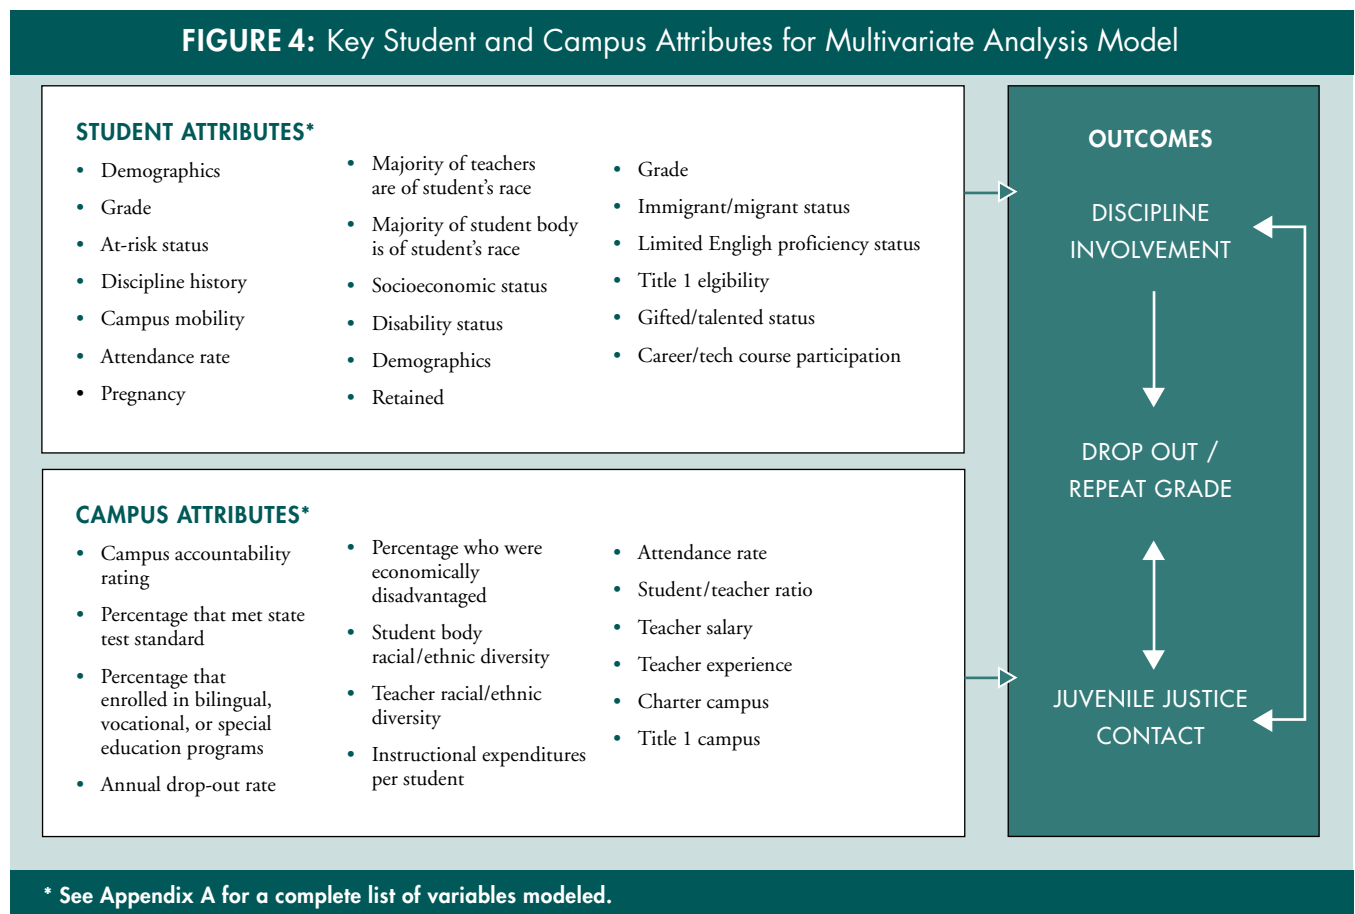 FIGURE 4: Key Student and Campus Attributes for Multivariate Analysis Model
STUDENT ATTRIBUTES*
• Demographics
• Grade
• At-risk status
• Discipline history
• Campus mobility
• Attendance rate
• Pregnancy
• Majority of teachers
are of student’s race
• Majority of student body
is of student’s race
• Socioeconomic status
• Disability status
• Demographics
• Retained
• Grade
• Immigrant/migrant status
• Limited Engligh proficiency status
• Title 1 elgibility
• Gifted/talented status
• Career/tech course participation
CAMPUS ATTRIBUTES*
• Campus accountability
rating
• Percentage that met state
test standard
• Percentage that
enrolled in bilingual,
vocational, or special
education programs
• Annual drop-out rate
• Percentage who were
economically
disadvantaged
• Student body
racial/ethnic diversity
• Teacher racial/ethnic
diversity
• Instructional expenditures
per student
• Attendance rate
• Student/teacher ratio
• Teacher salary
• Teacher experience
• Charter campus
• Title 1 campus
OUTCOMES
DISCIPLINE
INVOLVEMENT
DROP OUT /
REPEAT GRADE
JUVENILE JUSTICE
CONTACT
* See Appendix A for a complete list of variables modeled.